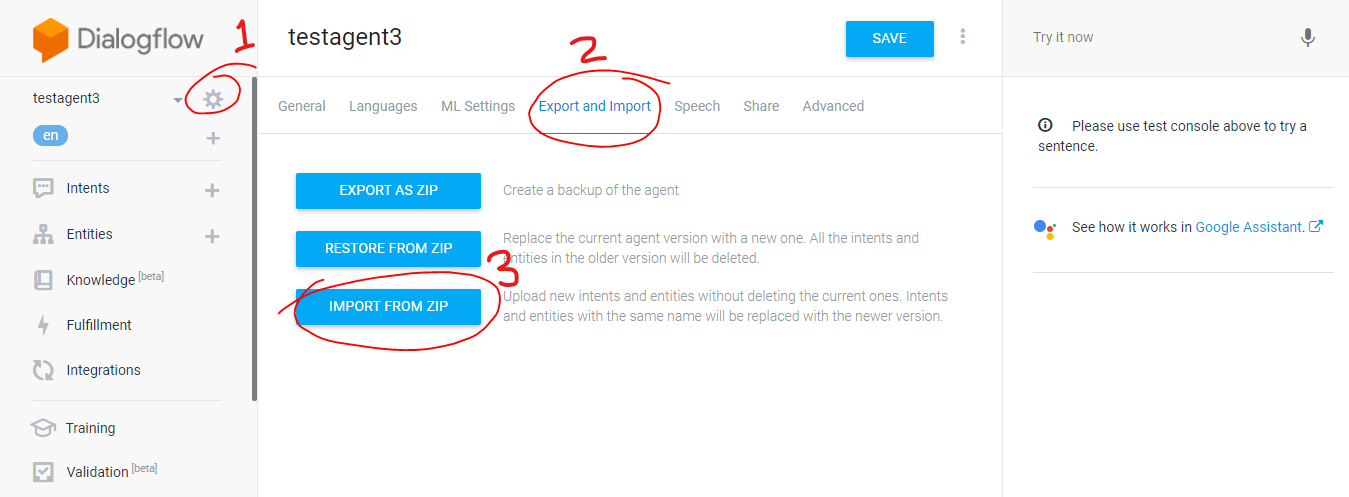 Dialogflow
1
testagent3
en
Intents
Entities
Knowledge [beta]
Fulfillment
Integrations
Training
Validation [beta]
testagent3
SAVE
2
General Languages ML Settings Export and Import Speech Share Advanced
EXPORT AS ZIP
Create a backup of the agent
RESTORE FROM ZIP
Replace the current agent version with a new one. All the intents and
entities in the older version will be deleted.
3
IMPORT FROM ZIP
Upload new intents and entities without deleting the current ones. Intents
and entities with the same name will be replaced with the newer version.
Try it now
Please use test console above to try a
sentence.
See how it works in Google Assistant.